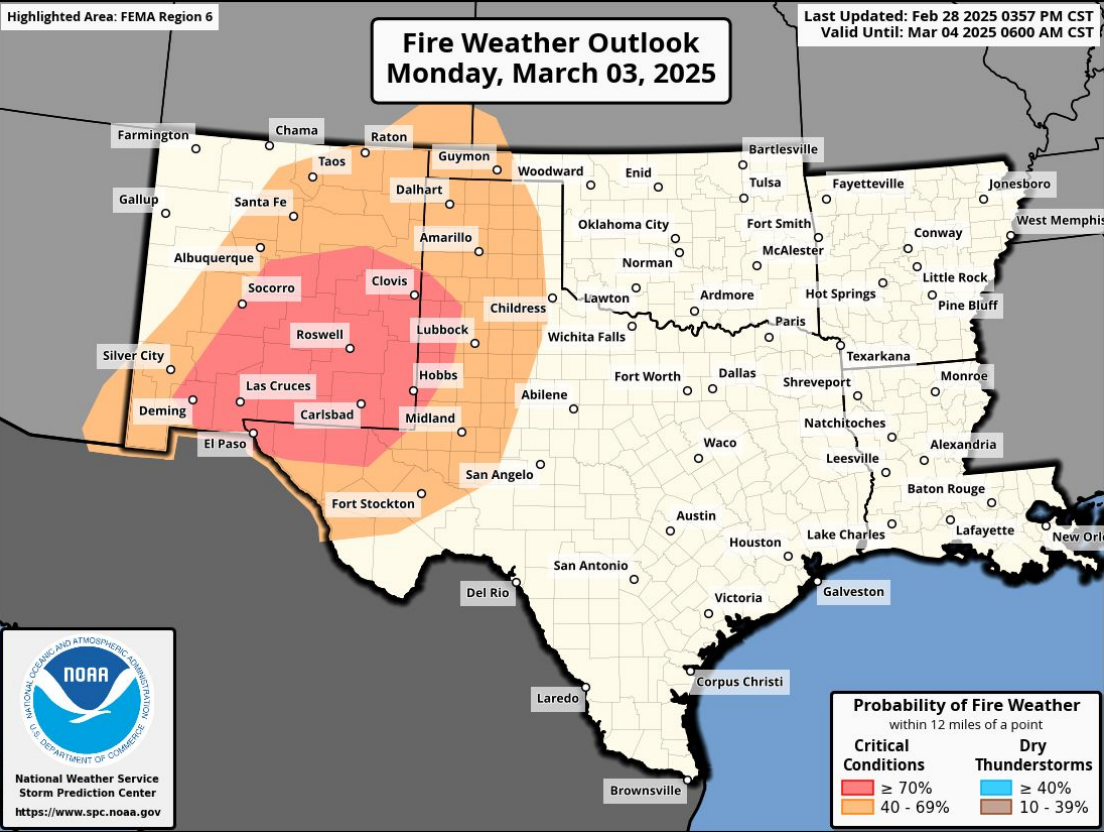 Highlighted Area: FEMA Region 6
Fire Weather Outlook
Monday, March 03, 2025
Last Updated: Feb 28 2025 0357 PM CST
Valid Until: Mar 04 2025 0600 AM CST
Farmington
Chama
Raton
Taos
Guymon
Woodward
Enid
Bartlesville
Tulsa
Fayetteville
Jonesboro
Gallup
Santa Fe
Dalhart
West Memphis
Oklahoma City
Fort Smith
Conway
Albuquerque
Amarillo
Norman
McAlester
Little Rock
Socorro
Clovis
Childress
Lawton
Ardmore
Hot Springs
Pine Bluff
Roswell
Lubbock
Wichita Falls
Paris
Silver City
Texarkana
Las Cruces
Hobbs
Fort Worth
Dallas
Shreveport
Monroe
Deming
Carlsbad
Midland
Abilene
Natchitoches
El Paso
Waco
Alexandria
San Angelo
Leesville
Fort Stockton
Baton Rouge
Austin
Houston
Lake Charles
Lafayette
New Orl
Del Rio
San Antonio
Galveston
Victoria
Laredo
Corpus Christi
Brownsville
NATIONAL OCEANIC AND ATMOSPHERIC ADMINISTRATION
NOAA
U.S. DEPARTMENT OF COMMERCE
National Weather Service
Storm Prediction Center
https://www.spc.noaa.gov
Probability of Fire Weather
within 12 miles of a point
Critical
Conditions
≥ 70%
40 - 69%
Dry
Thunderstorms
≥ 40%
10 - 39%